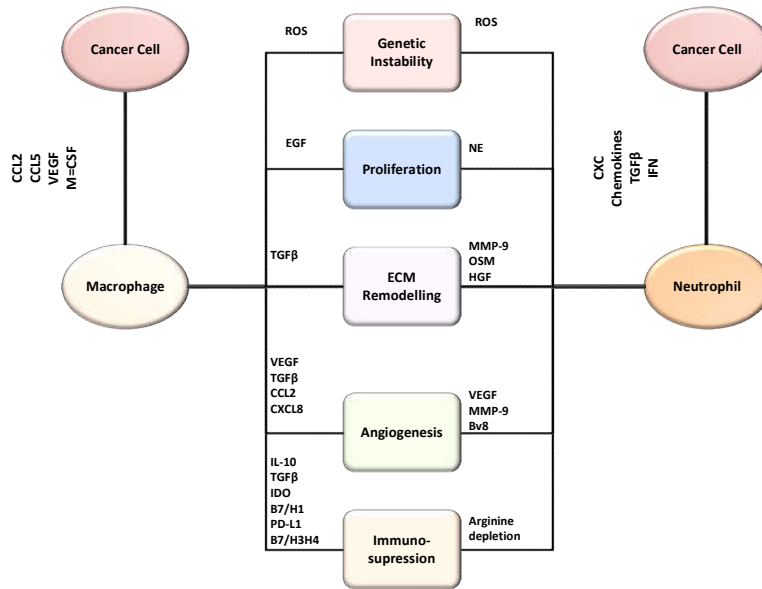 Cancer Cell
ROS
Genetic
Instability
ROS
Cancer Cell
CCL2
CCL5
VEGF
M=CSF
EGF
Proliferation
NE
CXC
Chemokines
TGFβ
IFN
Macrophage
TGFβ
ECM
Remodelling
MMP-9
OSM
HGF
Neutrophil
VEGF
TGFβ
CCL2
CXCL8
Angiogenesis
VEGF
MMP-9
Bv8
IL-10
TGFβ
IDO
B7/H1
PD-L1
B7/H3H4
Immuno-
supression
Arginine
depletion